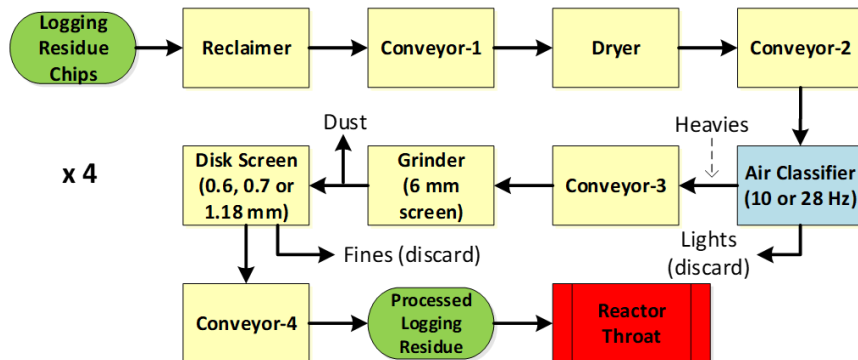 Logging
Residue
Chips
Reclaimer
Conveyor-1
Dryer
Conveyor-2
x 4
Dust
Heavies
Disk Screen
(0.6, 0.7 or
1.18 mm)
Grinder
(6 mm
screen)
Conveyor-3
Air Classifier
(10 or 28 Hz)
Fines (discard)
Lights
(discard)
Conveyor-4
Processed
Logging
Residue
Reactor
Throat